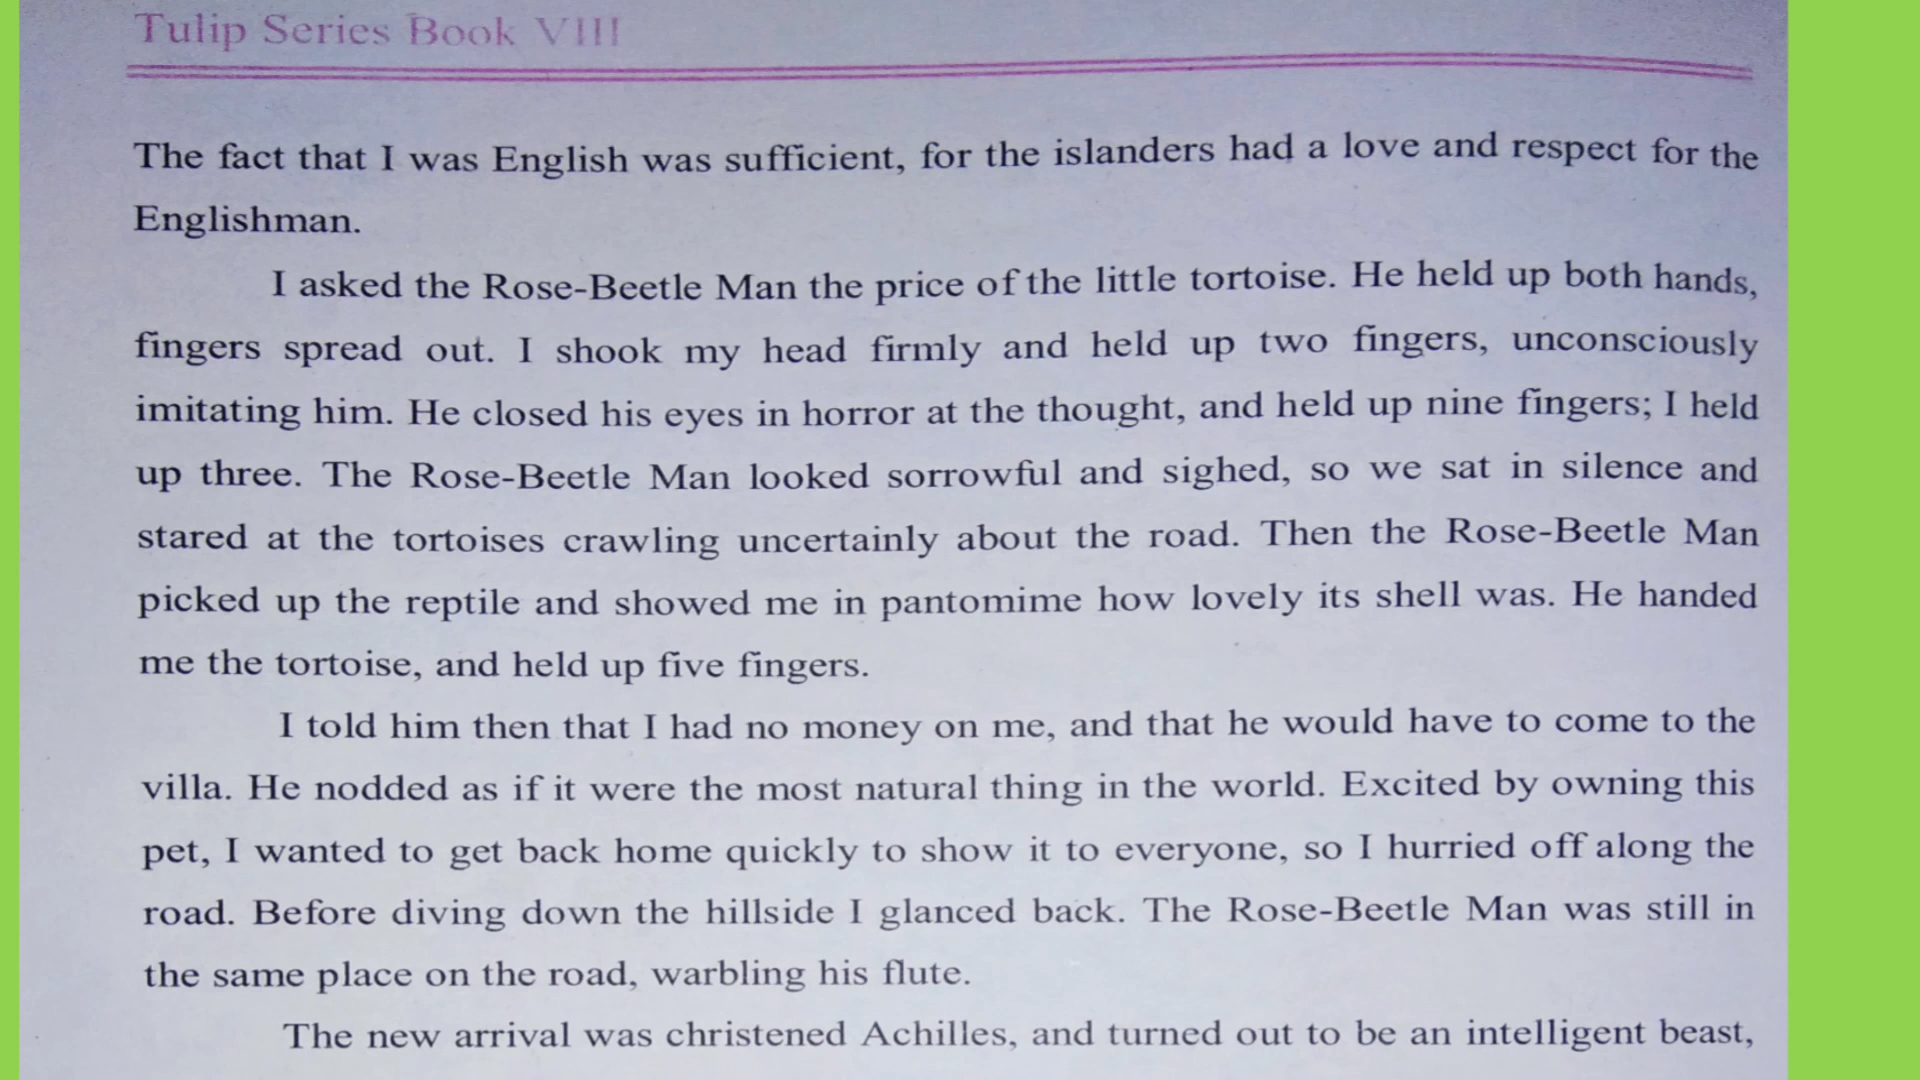 Tulip Series Book VIII
The fact that I was English was sufficient, for the islanders had a love and respect for the
Englishman.
I asked the Rose-Beetle Man the price of the little tortoise. He held up both hands,
fingers spread out. I shook my head firmly and held up two fingers, unconsciously
imitating him. He closed his eyes in horror at the thought, and held up nine fingers; I held
up three. The Rose-Beetle Man looked sorrowful and sighed, so we sat in silence and
stared at the tortoises crawling uncertainly about the road. Then the Rose-Beetle Man
picked up the reptile and showed me in pantomime how lovely its shell was. He handed
me the tortoise, and held up five fingers.
I told him then that I had no money on me, and that he would have to come to the
villa. He nodded as if it were the most natural thing in the world. Excited by owning this
pet, I wanted to get back home quickly to show it to everyone, so I hurried off along the
road. Before diving down the hillside I glanced back. The Rose-Beetle Man was still in
the same place on the road, warbling his flute.
The new arrival was christened Achilles, and turned out to be an intelligent beast,